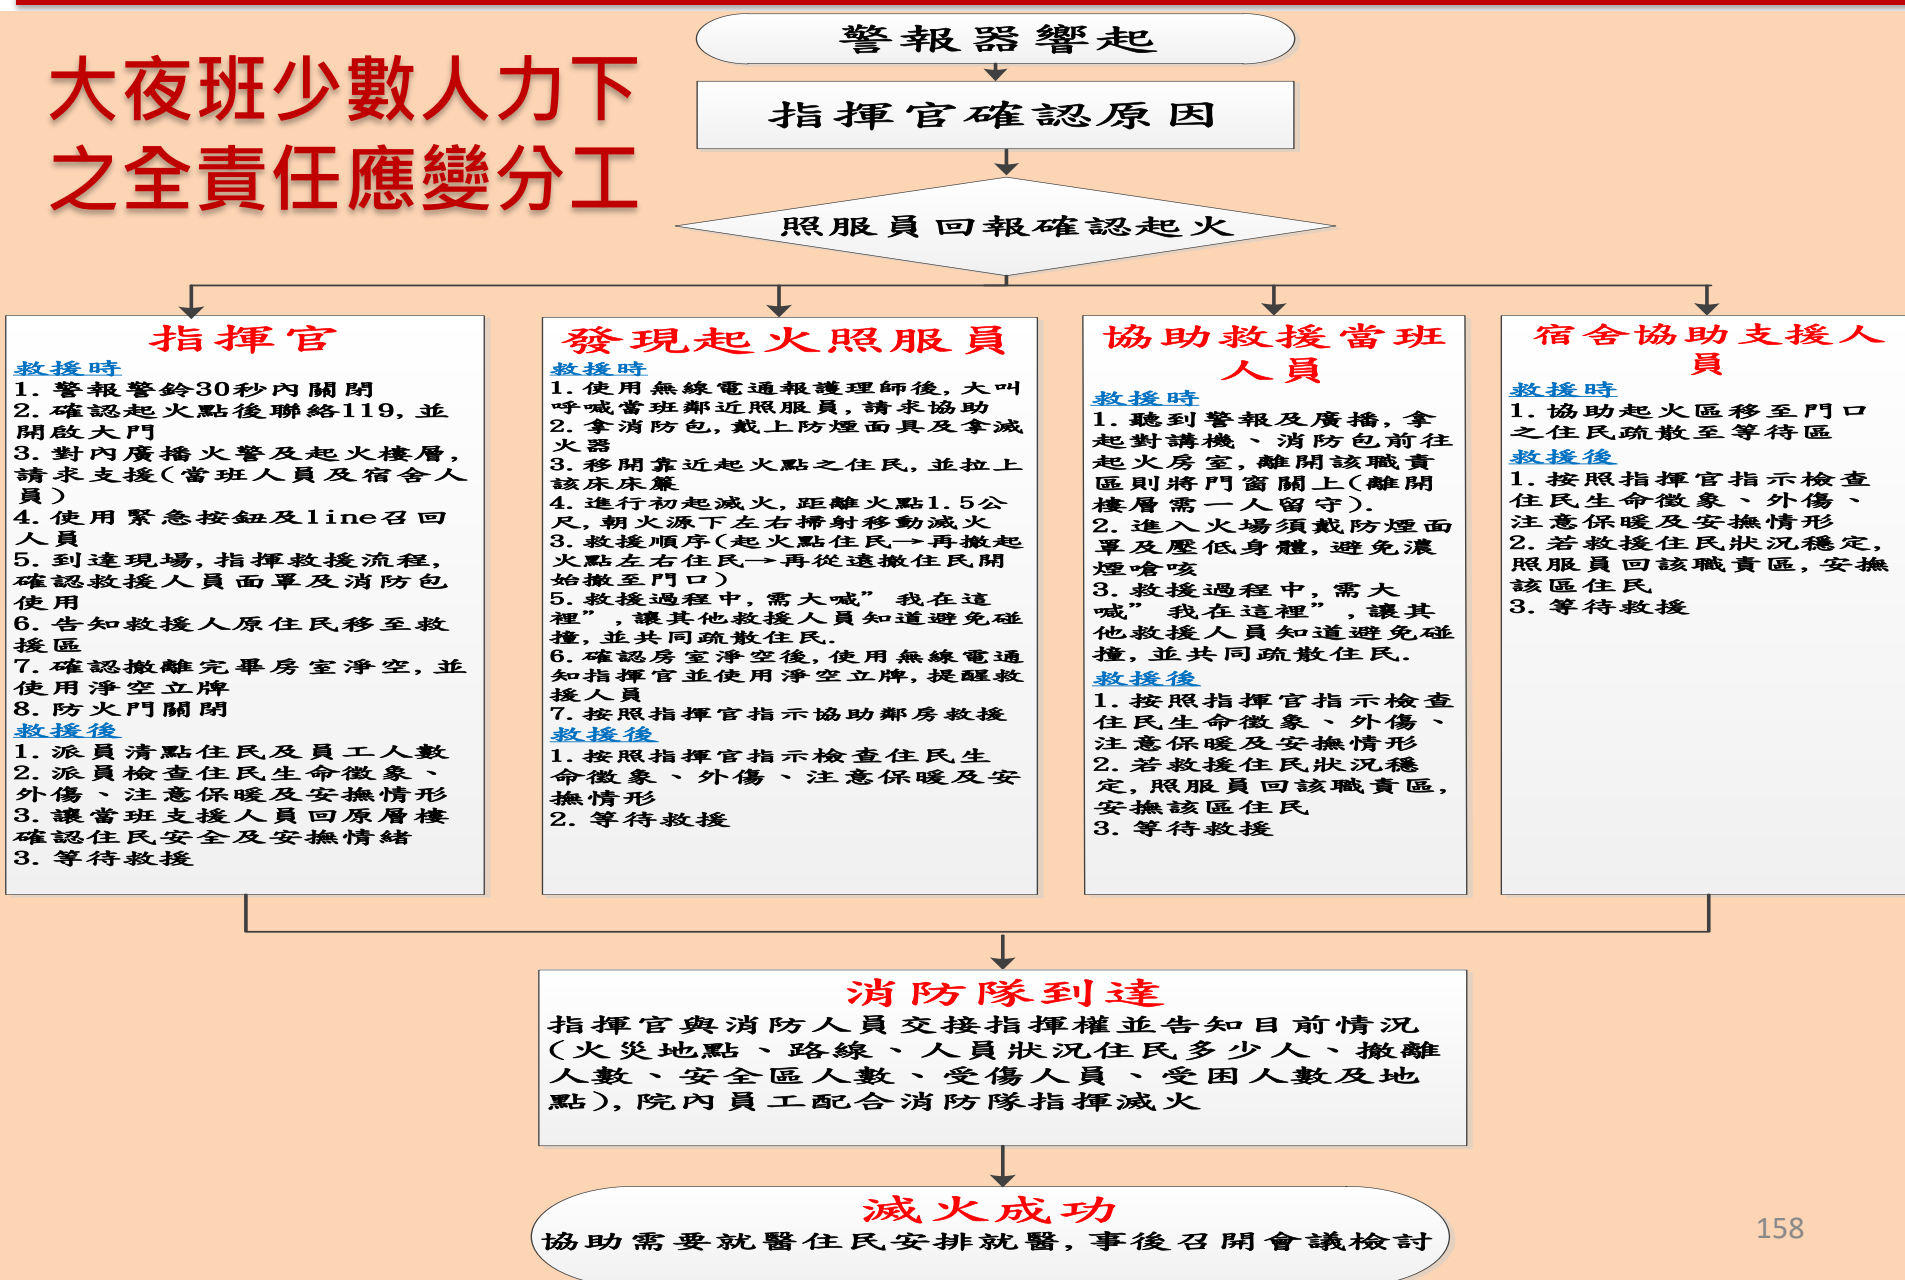 大夜班少數人力下
之全責任應變分工
警報器響起
指揮官確認原因
照服員回報確認起火
指揮官
救援時
1. 警報警鈴30秒內關閉
2. 確認起火點後聯絡119, 並
開啟大門
3. 對內廣播火警及起火樓層,
請求支援(當班人員及宿舍人
員)
4. 使用緊急按鈕及line召回
人員
5. 到達現場, 指揮救援流程,
確認救援人員面罩及消防包
使用
6. 告知救援人原住民移至救
援區
7. 確認撤離完畢房室淨空, 並
使用淨空立牌
8. 防火門關閉
救援後
1. 派員清點住民及員工人數
2. 派員檢查住民生命徵象、
外傷、注意保暖及安撫情形
3. 讓當班支援人員回原層樓
確認住民安全及安撫情緒
3. 等待救援
發現起火照服員
救援時
1. 使用無線電通報護理師後, 大叫
呼喊當班鄰近照服員, 請求協助
2. 拿消防包, 戴上防煙面具及拿滅
火器
3. 移開靠近起火點之住民, 並拉上
該床床簾
4. 進行初起滅火, 距離火點1.5公
尺, 朝火源下左右掃射移動滅火
3. 救援順序(起火點住民→再撤起
火點左右住民→再從遠撤住民開
始撤至門口)
5. 救援過程中, 需大喊” 我在這
裡”, 讓其他救援人員知道避免碰
撞, 並共同疏散住民.
6. 確認房室淨空後, 使用無線電通
知指揮官並使用淨空立牌, 提醒救
援人員
7. 按照指揮官指示協助鄰房救援
救援後
1. 按照指揮官指示檢查住民生
命徵象、外傷、注意保暖及安
撫情形
2. 等待救援
協助救援當班
人員
救援時
1. 聽到警報及廣播, 拿
起對講機、消防包前往
起火房室, 離開該職責
區則將門窗關上(離開
樓層需一人留守).
2. 進入火場須戴防煙面
罩及壓低身體, 避免濃
煙嗆咳
3. 救援過程中, 需大
喊” 我在這裡”, 讓其
他救援人員知道避免碰
撞, 並共同疏散住民.
救援後
1. 按照指揮官指示檢查
住民生命徵象、外傷、
注意保暖及安撫情形
2. 若救援住民狀況穩
定, 照服員回該職責區,
安撫該區住民
3. 等待救援
宿舍協助支援人
員
救援時
1. 協助起火區移至門口
之住民疏散至等待區
救援後
1. 按照指揮官指示檢查
住民生命徵象、外傷、
注意保暖及安撫情形
2. 若救援住民狀況穩定,
照服員回該職責區, 安撫
該區住民
3. 等待救援
消防隊到達
指揮官與消防人員交接指揮權並告知目前情況
(火災地點、路線、人員狀況住民多少人、撤離
人數、安全區人數、受傷人員、受困人數及地
點), 院內員工配合消防隊指揮滅火
滅火成功
協助需要就醫住民安排就醫, 事後召開會議檢討
158